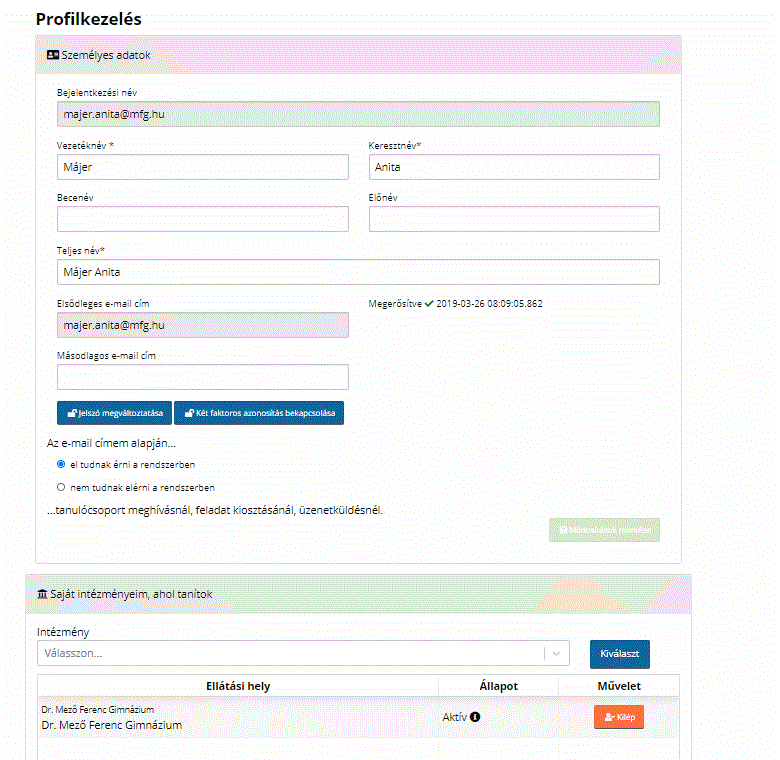 Profilkezelés
Személyes adatok
Bejelentkezési név
majer.anita@mfg.hu
Vezetéknév * Keresztnév*
Májer Anita
Becenév Előnév
Teljes név*
Májer Anita
Elsődleges e-mail cím Megerősítve 2019-03-26 08:09:05.862
majer.anita@mfg.hu
Másodlagos e-mail cím
Jelszó megváltoztatása Két faktoros azonosítás bekapcsolása
Az e-mail címem alapján...
el tudnak érni a rendszerben
nem tudnak elérni a rendszerben
...tanulócsoport meghívásnál, feladat kiosztásánál, üzenetküldésnél.
Saját intézményeim, ahol tanítok
Intézmény
Válasszon... Kiválaszt
Ellátási hely Állapot Művelet
Dr. Mező Ferenc Gimnázium
Dr. Mező Ferenc Gimnázium Aktív Kilép